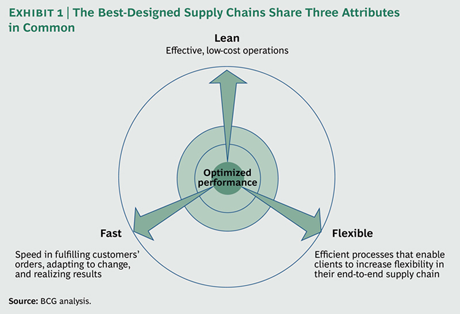 EXHIBIT 1 | The Best-Designed Supply Chains Share Three Attributes
in Common
Lean
Effective, low-cost operations
Optimized
performance
Fast
Speed in fulfilling customers'
orders, adapting to change,
and realizing results
Flexible
Efficient processes that enable
clients to increase flexibility in
their end-to-end supply chain
Source: BCG analysis.